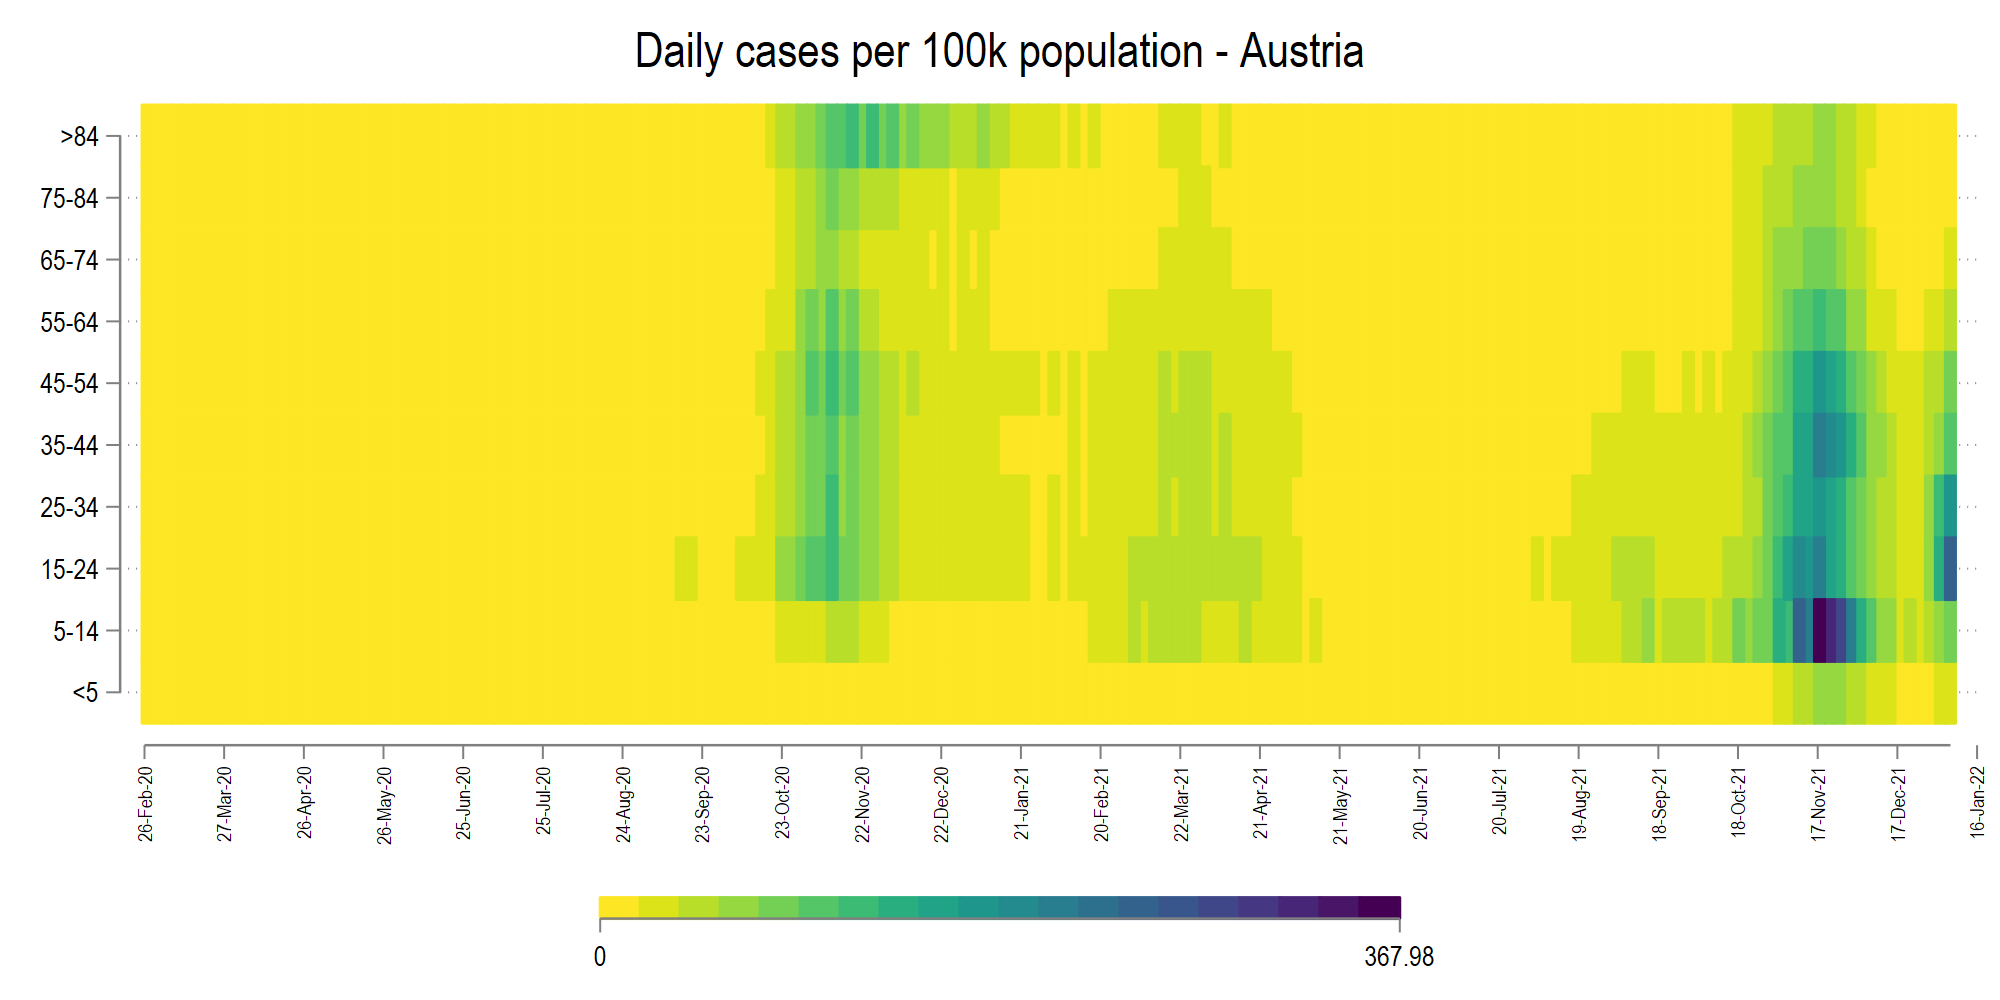 Daily cases per 100k population - Austria
>84
75-84
65-74
55-64
45-54
35-44
25-34
15-24
5-14
<5
26-Feb-20
27-Mar-20
26-Apr-20
26-May-20
25-Jun-20
25-Jul-20
24-Aug-20
23-Sep-20
23-Oct-20
22-Nov-20
22-Dec-20
21-Jan-21
20-Feb-21
22-Mar-21
21-Apr-21
21-May-21
20-Jun-21
20-Jul-21
19-Aug-21
18-Sep-21
18-Oct-21
17-Nov-21
17-Dec-21
16-Jan-22
0
367.98